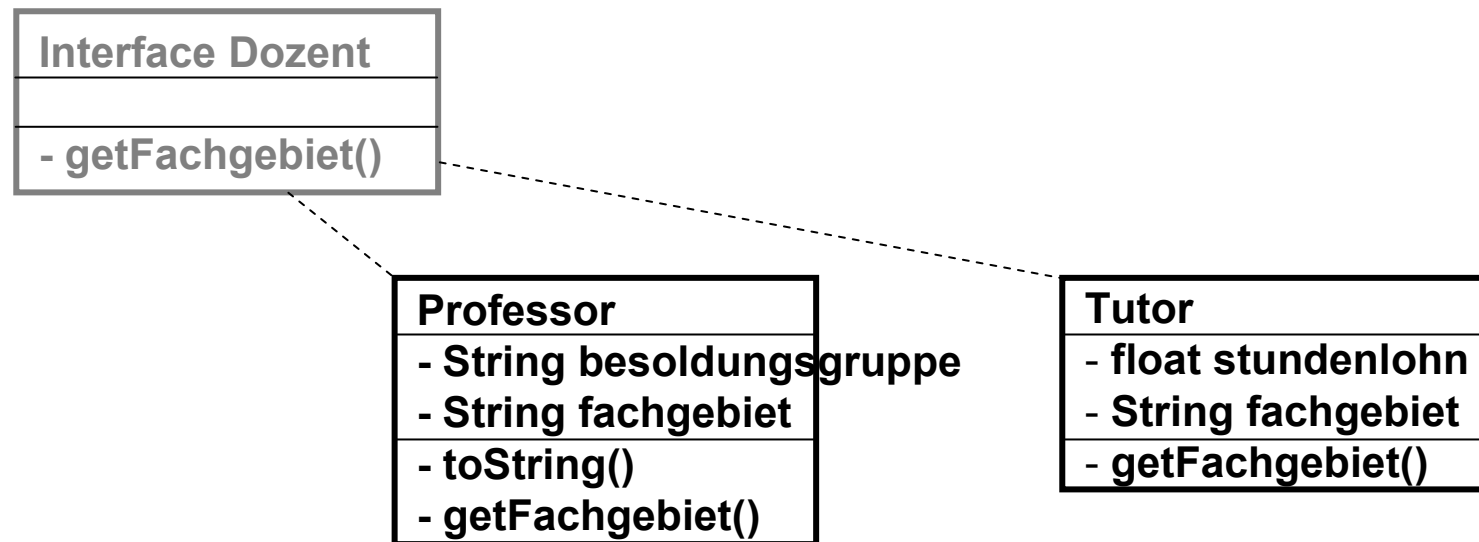 Interface Dozent
- getFachgebiet()
Professor
- String besoldungsgruppe
- String fachgebiet
- toString()
- getFachgebiet()
Tutor
- float stundenlohn
- String fachgebiet
- getFachgebiet()